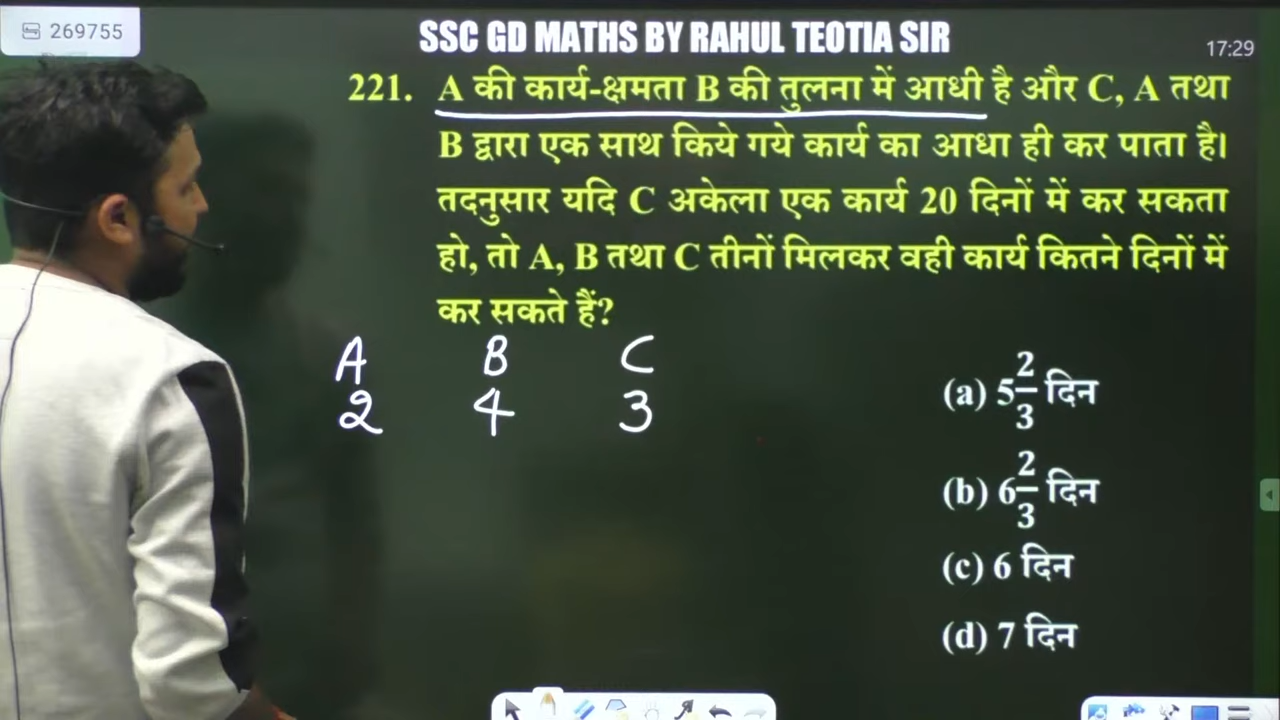 269755
SSC GD MATHS BY RAHUL TEOTIA SIR
17:29
221. A की कार्य-क्षमता B की तुलना में आधी है और C, A तथा
B द्वारा एक साथ किये गये कार्य का आधा ही कर पाता है।
तदनुसार यदि C अकेला एक कार्य 20 दिनों में कर सकता
हो, तो A, B तथा C तीनों मिलकर वही कार्य कितने दिनों में
कर सकते हैं?
A B C
2 4 3
(a) 5 2/3 दिन
(b) 6 2/3 दिन
(c) 6 दिन
(d) 7 दिन